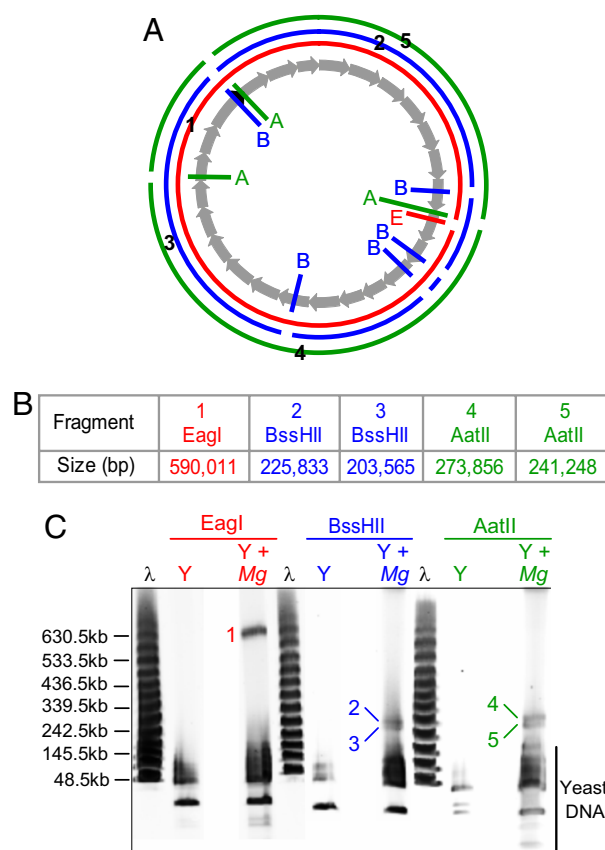 A
2 5
1
A
B
A
B
A
E
B
B
B
3
4
B
Fragment 1 EagI 2 BssHII 3 BssHII 4 AatII 5 AatII
Size (bp) 590,011 225,833 203,565 273,856 241,248
C
EagI BssHII AatII
λ Y Y + Mg λ Y Y + Mg λ Y Y + Mg
630.5kb
533.5kb
436.5kb
339.5kb
242.5kb
145.5kb
48.5kb
1
2
3
4
5
Yeast
DNA